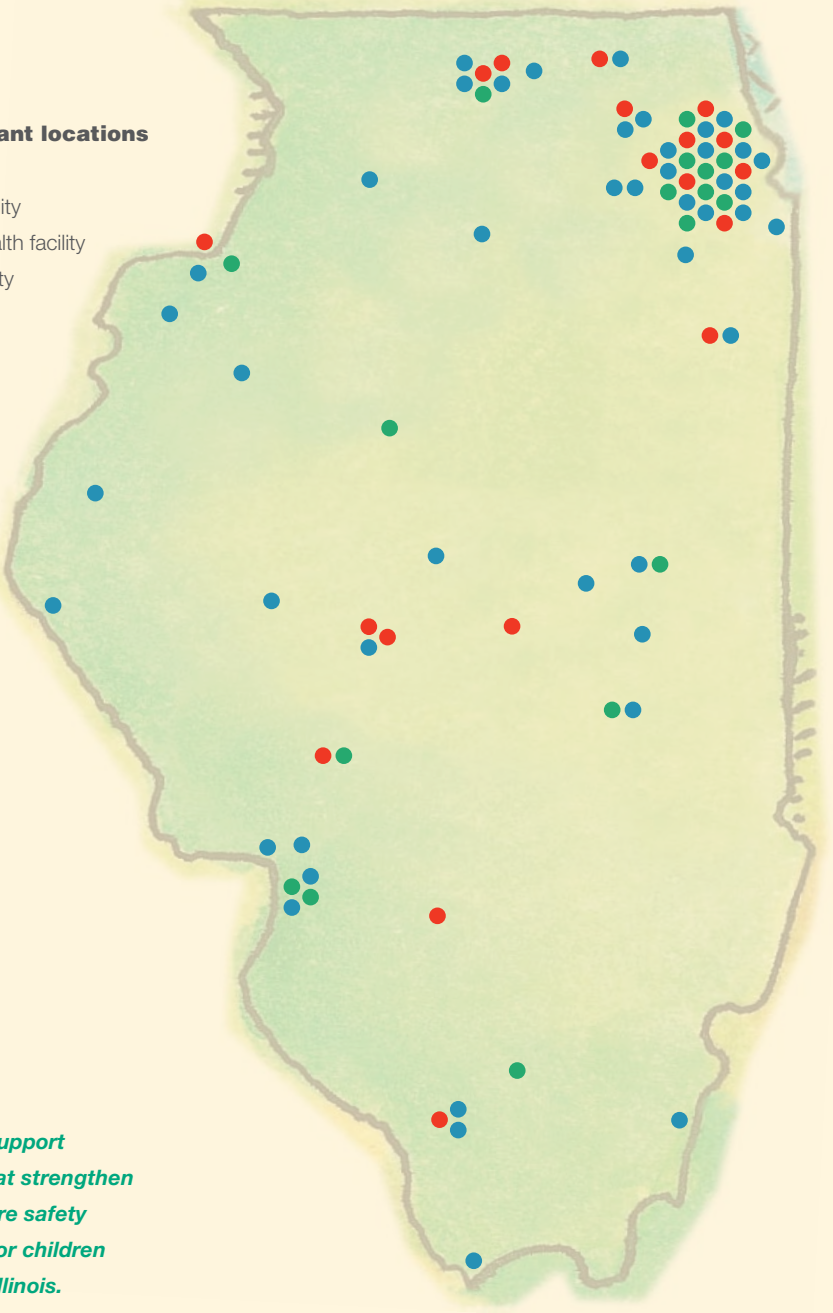 ant locations
ity
lth facility
ty
upport
at strengthen
re safety
or children
llinois.